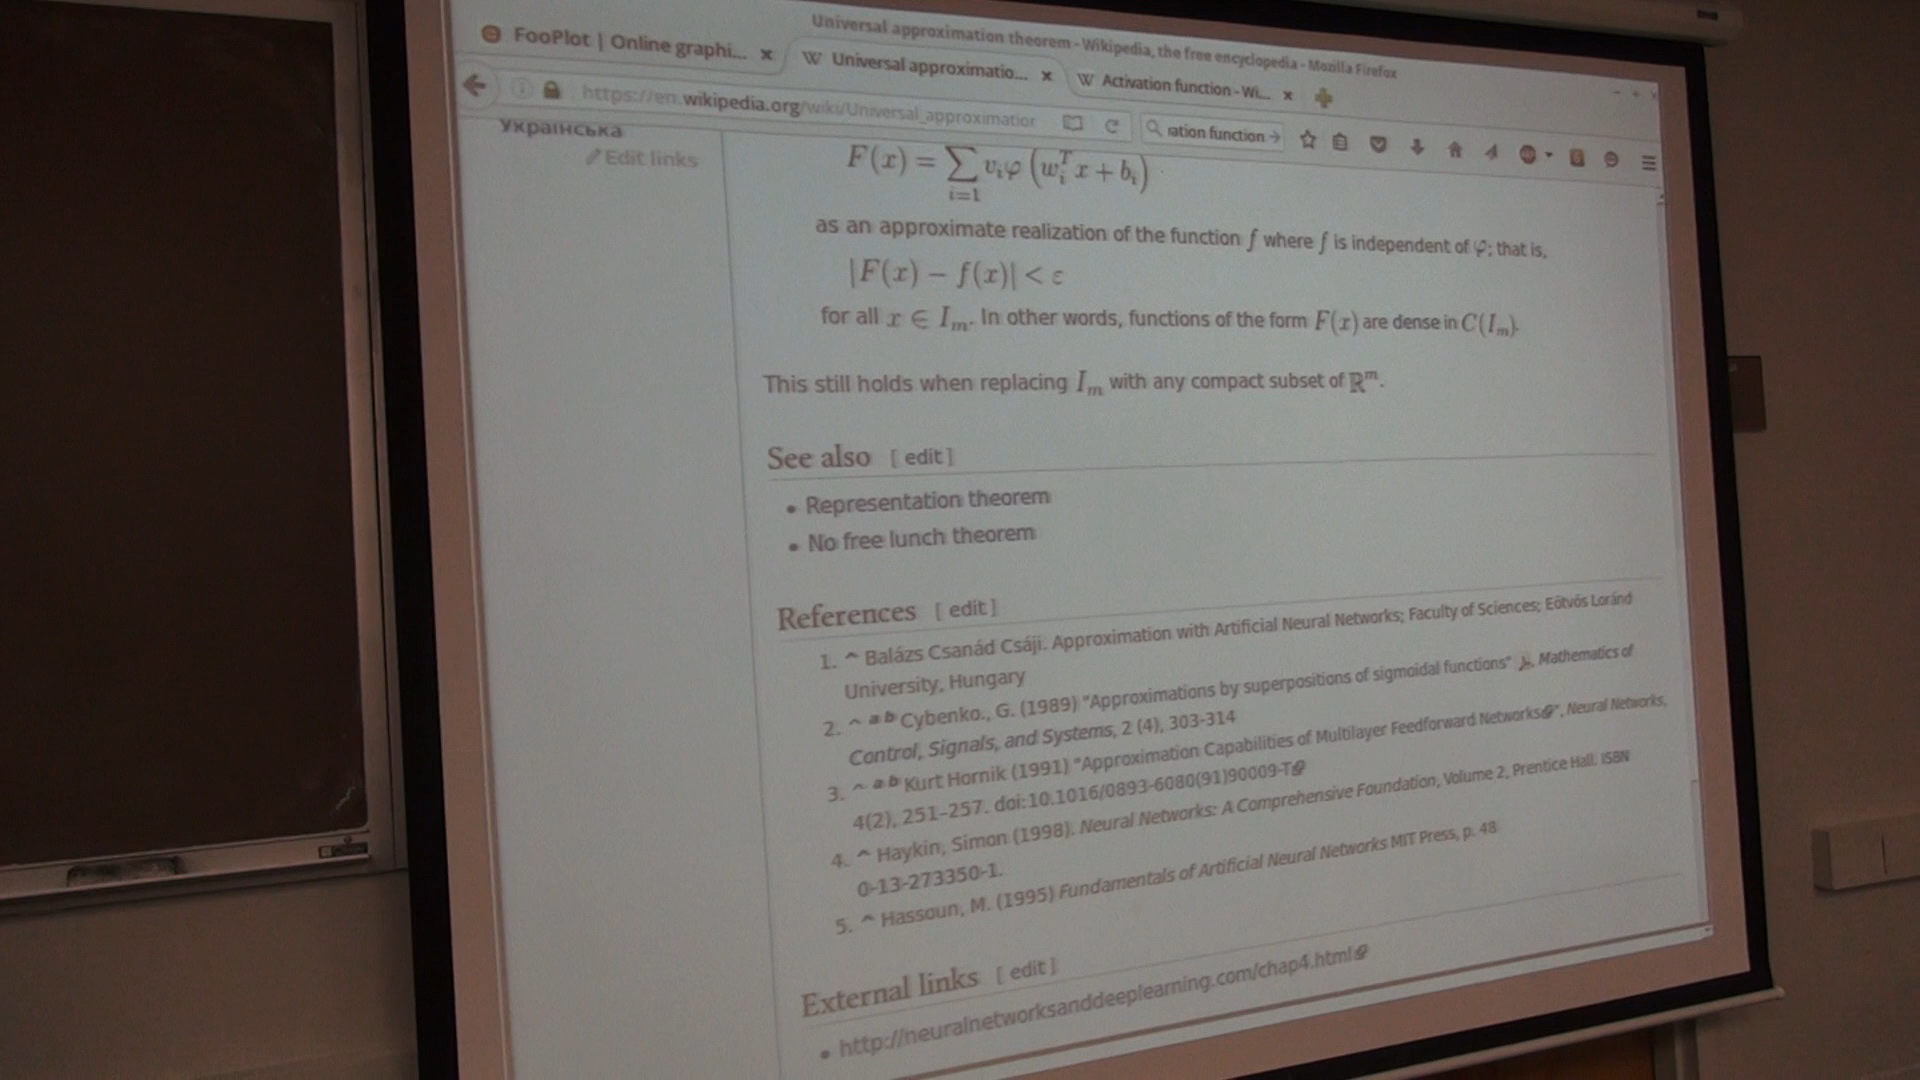 Universal approximation theorem - Wikipedia, the free encyclopedia - Mozilla Firefox
FooPlot | Online graphi... x
W Universal approximatio... x
W Activation function - Wi... x
https://en.wikipedia.org/wiki/Universal_approximation
ration function
Українська
Edit links
F(x) = ∑ i=1 vᵢφ (wᵢᵀx + bᵢ)
as an approximate realization of the function f where f is independent of φ; that is,
|F(x) − f(x)| < ε
for all x ∈ Iₘ. In other words, functions of the form F(x) are dense in C(Iₘ).
This still holds when replacing Iₘ with any compact subset of ℝᵐ.
See also [ edit ]
• Representation theorem
• No free lunch theorem
References [ edit ]
1. ^ Balázs Csanád Csáji. Approximation with Artificial Neural Networks; Faculty of Sciences; Eötvös Loránd
University, Hungary
2. ^ a b Cybenko., G. (1989) "Approximations by superpositions of sigmoidal functions", Mathematics of
Control, Signals, and Systems, 2 (4), 303-314
3. ^ a b Kurt Hornik (1991) "Approximation Capabilities of Multilayer Feedforward Networks", Neural Networks,
4(2), 251–257. doi:10.1016/0893-6080(91)90009-T
4. ^ Haykin, Simon (1998). Neural Networks: A Comprehensive Foundation, Volume 2, Prentice Hall. ISBN
0-13-273350-1.
5. ^ Hassoun, M. (1995) Fundamentals of Artificial Neural Networks MIT Press, p. 48
External links [ edit ]
• http://neuralnetworksanddeeplearning.com/chap4.html